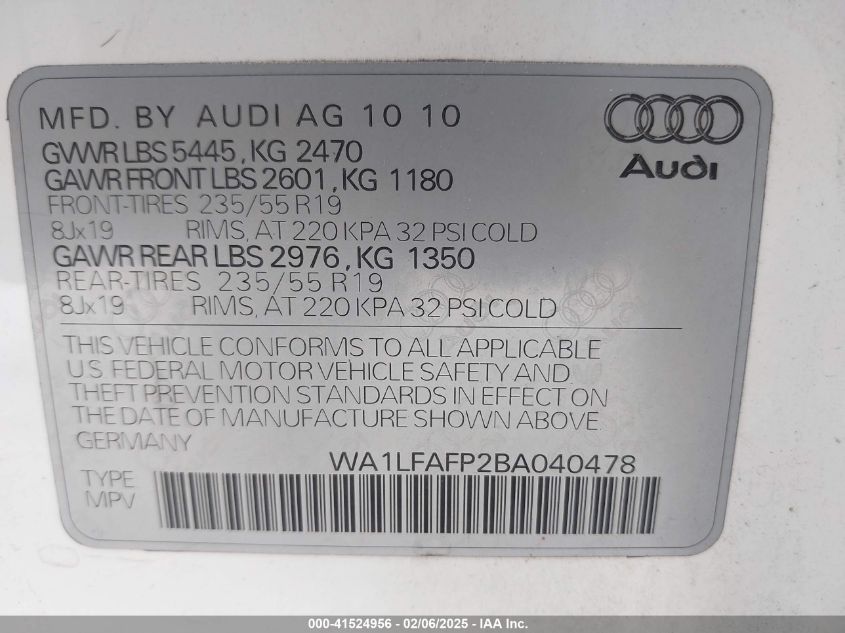 MFD. BY AUDI AG 10 10
Audi
GVWR LBS 5445, KG 2470
GAWR FRONT LBS 2601, KG 1180
FRONT-TIRES 235/55 R19
8Jx19 RIMS, AT 220 KPA 32 PSI COLD
GAWR REAR LBS 2976, KG 1350
REAR-TIRES 235/55 R19
8Jx19 RIMS, AT 220 KPA 32 PSI COLD
THIS VEHICLE CONFORMS TO ALL APPLICABLE
U.S. FEDERAL MOTOR VEHICLE SAFETY AND
THEFT PREVENTION STANDARDS IN EFFECT ON
THE DATE OF MANUFACTURE SHOWN ABOVE.
GERMANY
WA1LFAFP2BA040478
TYPE
MPV
000-41524956 - 02/06/2025 - IAA Inc.